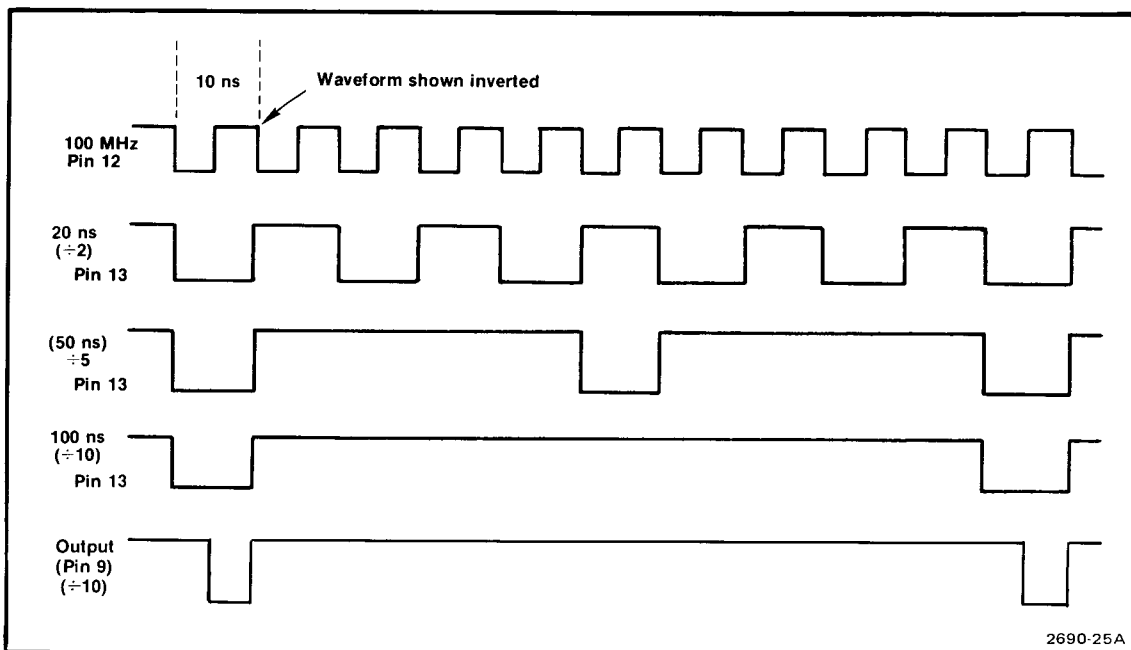 10 ns
Waveform shown inverted
100 MHz
Pin 12
20 ns
(÷2)
Pin 13
(50 ns)
÷5
Pin 13
100 ns
(÷10)
Pin 13
Output
(Pin 9)
(÷10)
2690-25A